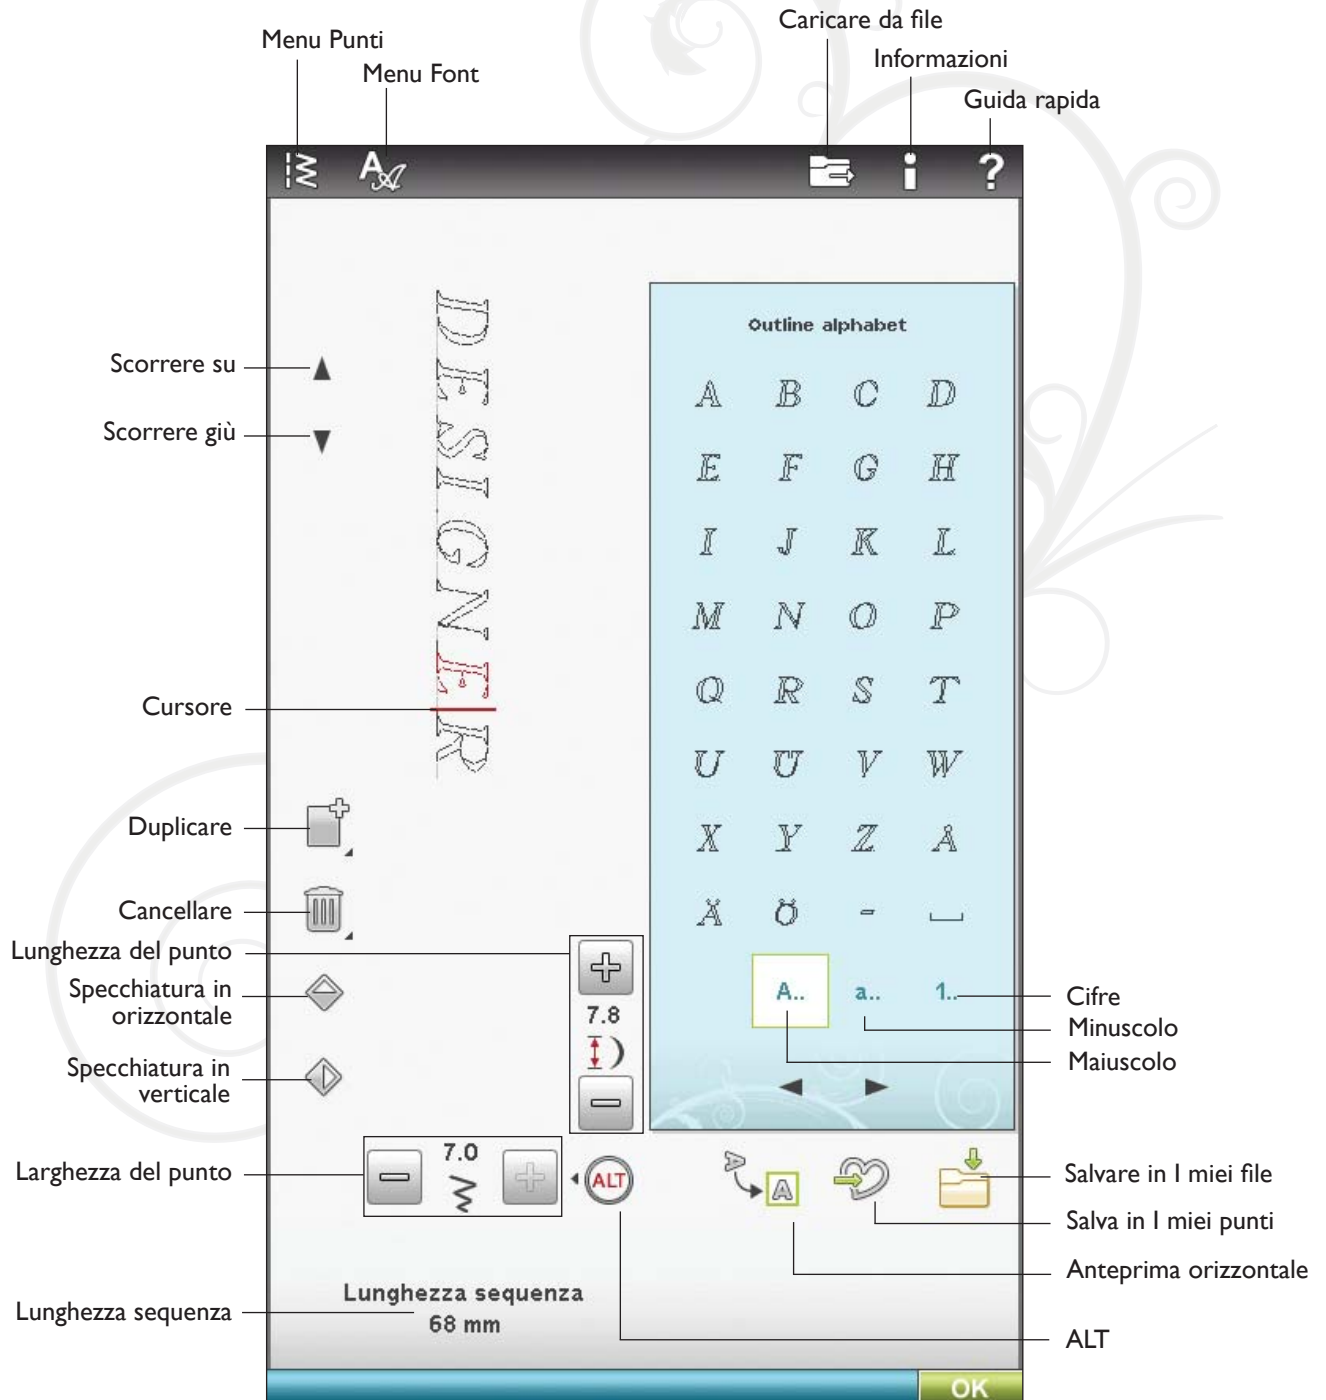 Caricare da file
Menu Punti
Informazioni
Menu Font
Guida rapida
A A i ?
Outline alphabet
DESIGNER
A B C D
E F G H
I J K L
M N O P
Q R S T
U Ü V W
X Y Z Å
Ä Ö -
A.. a.. 1..
Scorrere su
Scorrere giù
Cursore
Duplicare
Cancellare
Lunghezza del punto
Specchiatura in
orizzontale
Specchiatura in
verticale
7.8
Cifre
Minuscolo
Maiuscolo
Larghezza del punto
7.0
ALT
A A
Salvare in I miei file
Salva in I miei punti
Anteprima orizzontale
Lunghezza sequenza
Lunghezza sequenza
68 mm
ALT
OK